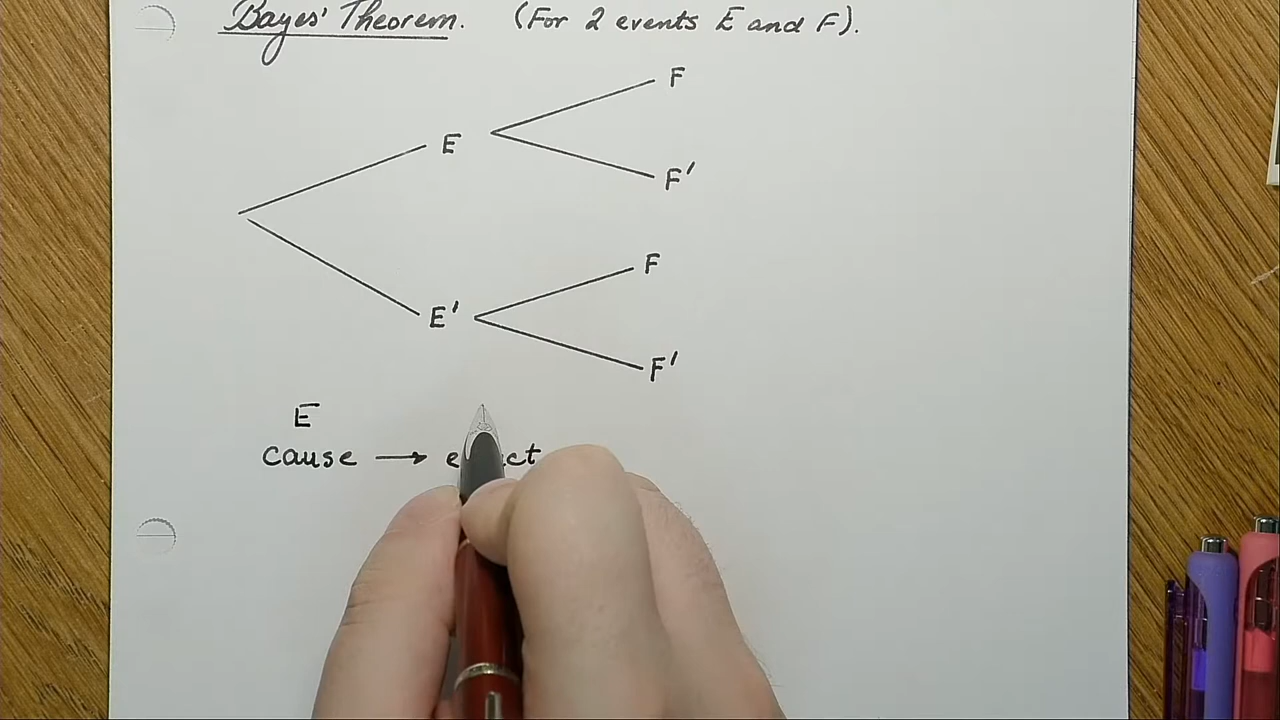 Bayes' Theorem. (For 2 events E and F).
F
E
F'
F
E'
F'
E
cause →